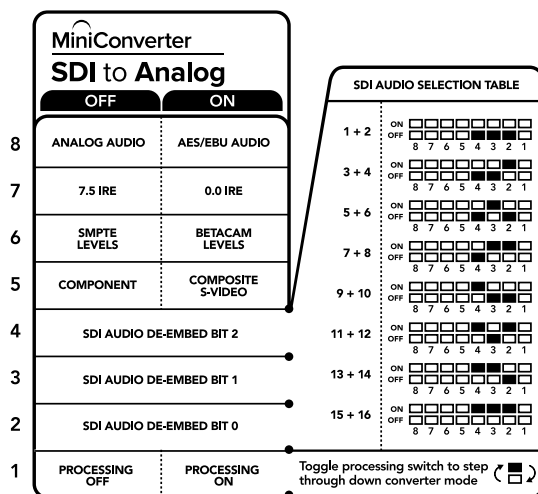 MiniConverter
SDI to Analog
OFF ON
8 ANALOG AUDIO AES/EBU AUDIO
7 7.5 IRE 0.0 IRE
6 SMPTE LEVELS BETACAM LEVELS
5 COMPONENT COMPOSITE S-VIDEO
4 SDI AUDIO DE-EMBED BIT 2
3 SDI AUDIO DE-EMBED BIT 1
2 SDI AUDIO DE-EMBED BIT 0
1 PROCESSING OFF PROCESSING ON
SDI AUDIO SELECTION TABLE
1 + 2
ON
OFF
8 7 6 5 4 3 2 1
3 + 4
ON
OFF
8 7 6 5 4 3 2 1
5 + 6
ON
OFF
8 7 6 5 4 3 2 1
7 + 8
ON
OFF
8 7 6 5 4 3 2 1
9 + 10
ON
OFF
8 7 6 5 4 3 2 1
11 + 12
ON
OFF
8 7 6 5 4 3 2 1
13 + 14
ON
OFF
8 7 6 5 4 3 2 1
15 + 16
ON
OFF
8 7 6 5 4 3 2 1
Toggle processing switch to step
through down converter mode